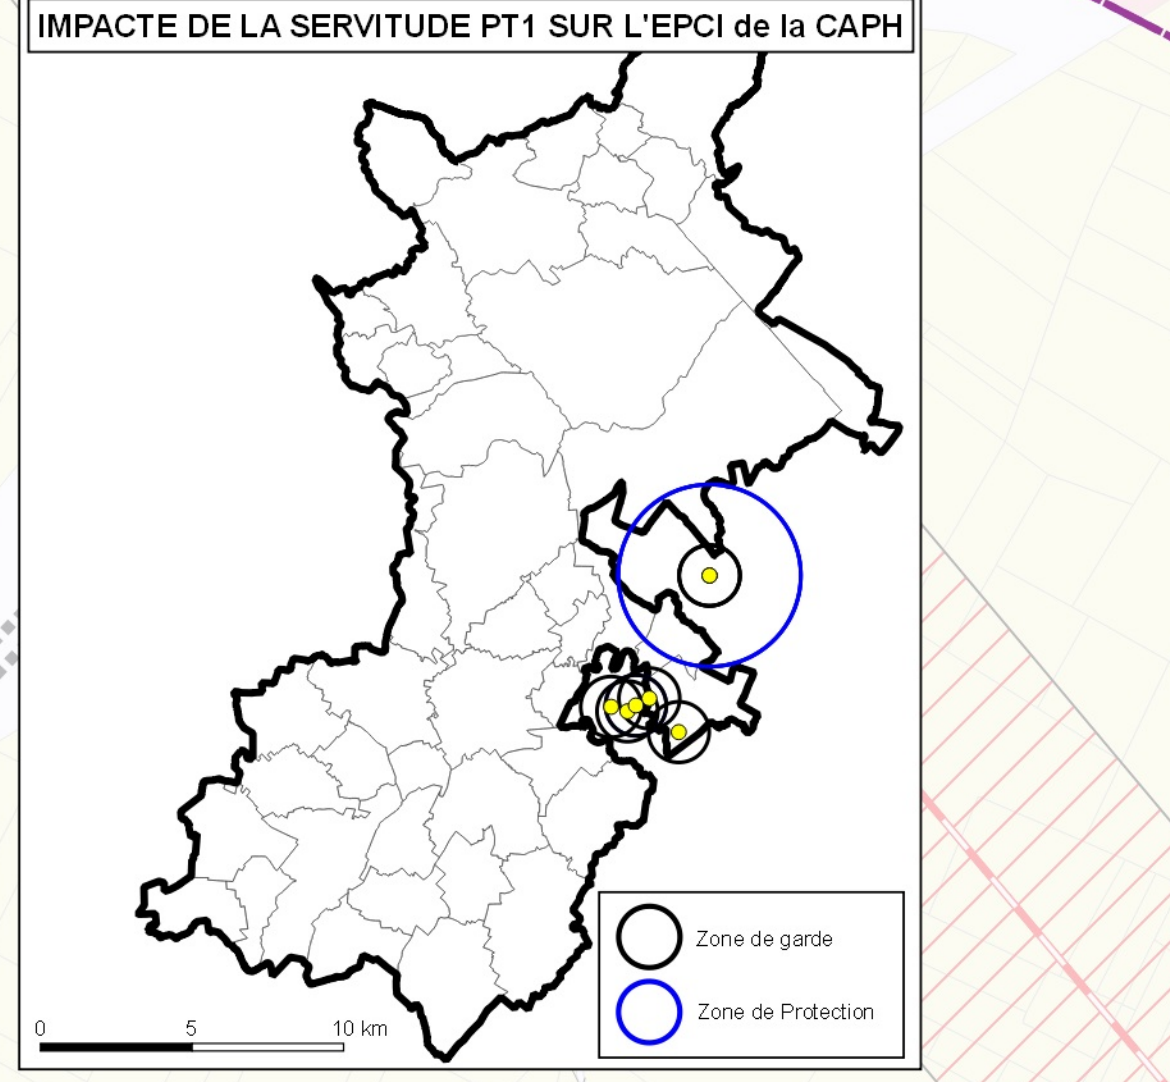 IMPACTE DE LA SERVITUDE PT1 SUR L'EPCI de la CAPH
Zone de garde
Zone de Protection
0 5 10 km